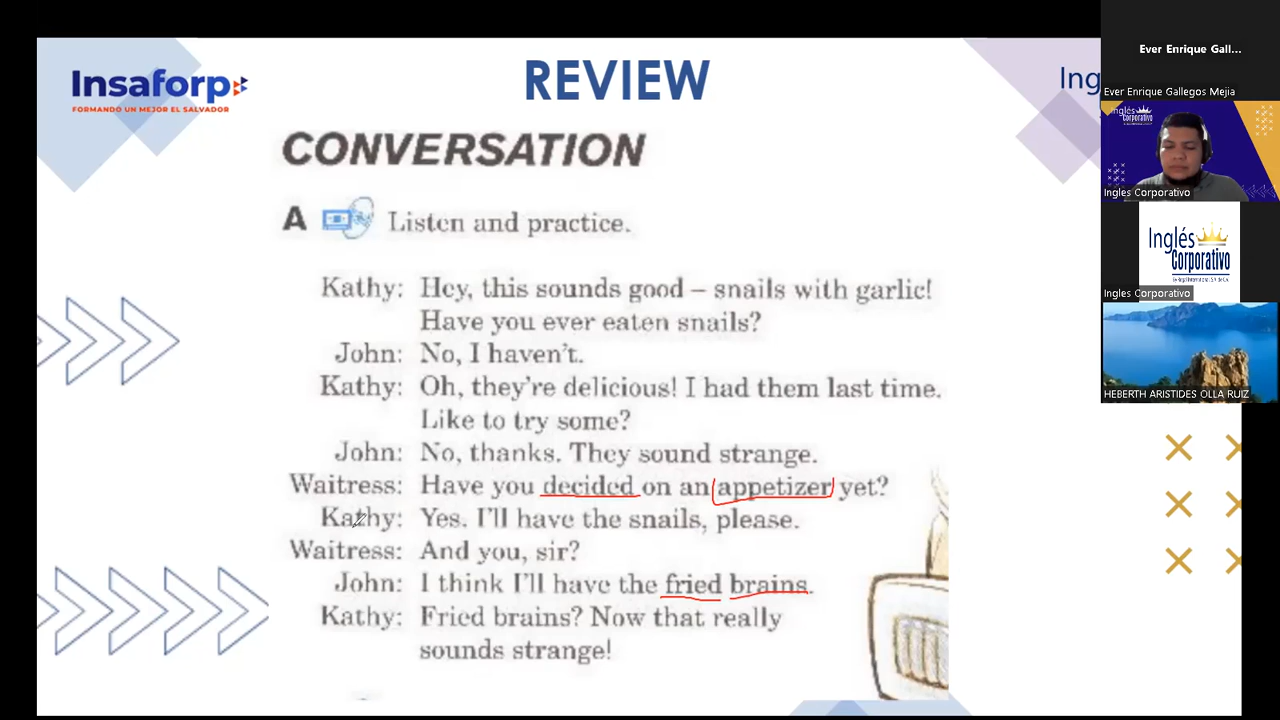 Insaforp
FORMANDO UN MEJOR EL SALVADOR
REVIEW
Ing
CONVERSATION
A Listen and practice.
Kathy: Hey, this sounds good – snails with garlic!
Have you ever eaten snails?
John: No, I haven't.
Kathy: Oh, they're delicious! I had them last time.
Like to try some?
John: No, thanks. They sound strange.
Waitress: Have you decided on an appetizer yet?
Kathy: Yes. I'll have the snails, please.
Waitress: And you, sir?
John: I think I'll have the fried brains.
Kathy: Fried brains? Now that really
sounds strange!
Ever Enrique Gall...
Ever Enrique Gallegos Mejia
Inglés
Corporativo
Ingles Corporativo
Inglés
Corporativo
Ingles Corporativo
HEBERTH ARISTIDES OLLA RUIZ